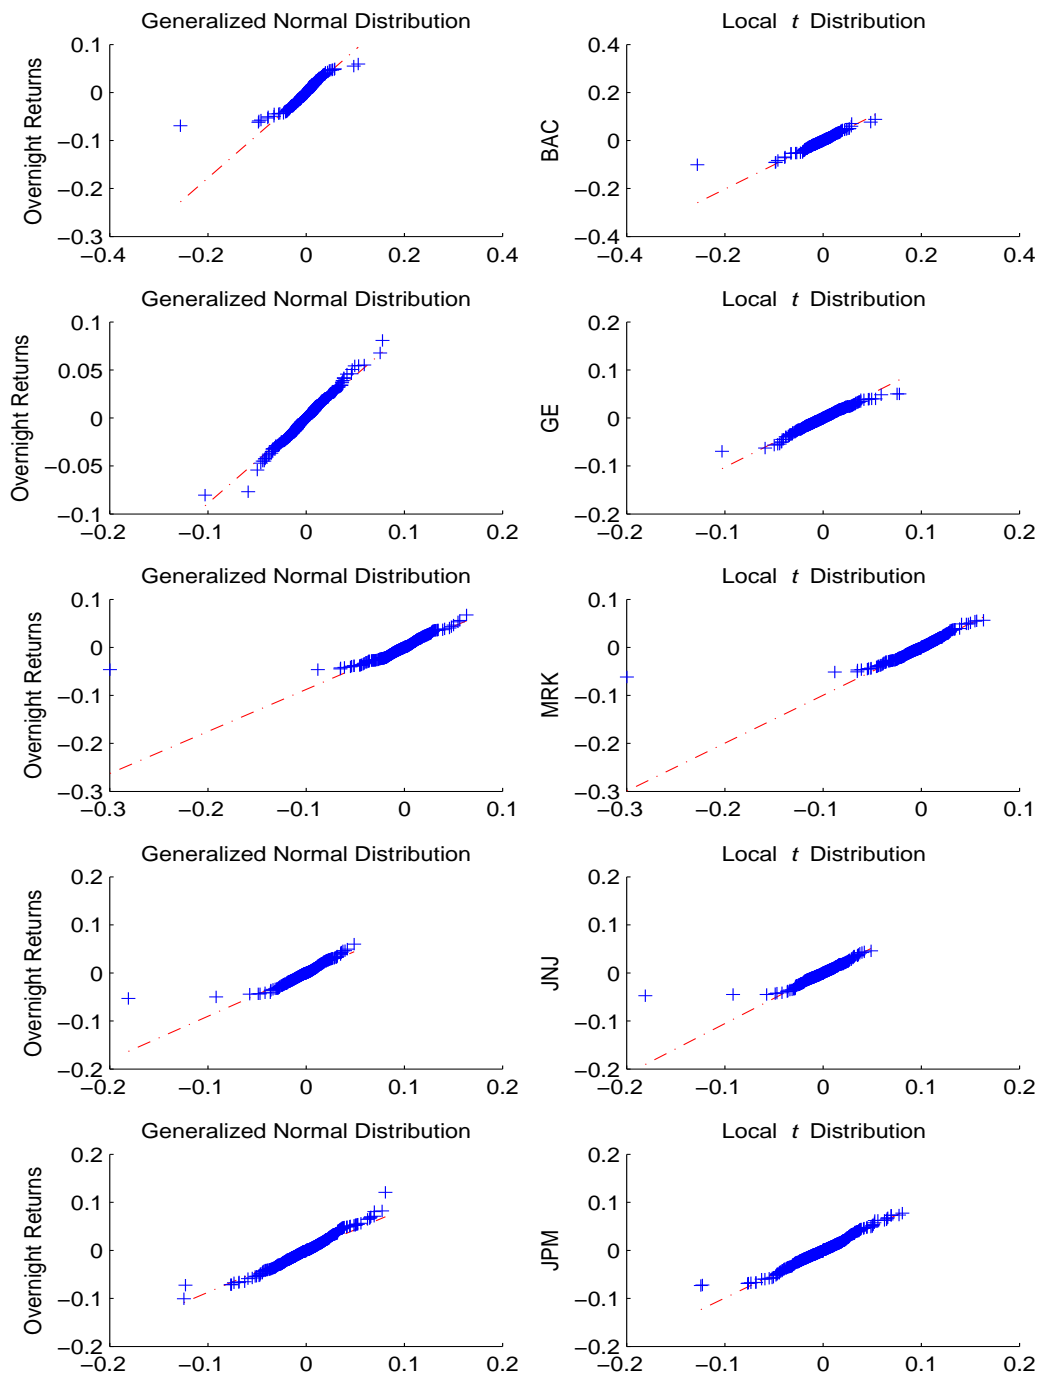 Generalized Normal Distribution
Overnight Returns
0.1
0
−0.1
−0.2
−0.3
−0.4 −0.2 0 0.2 0.4
Local t Distribution
BAC
0.4
0.2
0
−0.2
−0.4
−0.4 −0.2 0 0.2 0.4
Generalized Normal Distribution
Overnight Returns
0.1
0.05
0
−0.05
−0.1
−0.2 −0.1 0 0.1 0.2
Local t Distribution
GE
0.2
0.1
0
−0.1
−0.2
−0.2 −0.1 0 0.1 0.2
Generalized Normal Distribution
Overnight Returns
0.1
0
−0.1
−0.2
−0.3
−0.3 −0.2 −0.1 0 0.1
Local t Distribution
MRK
0.1
0
−0.1
−0.2
−0.3
−0.3 −0.2 −0.1 0 0.1
Generalized Normal Distribution
Overnight Returns
0.2
0.1
0
−0.1
−0.2
−0.2 −0.1 0 0.1 0.2
Local t Distribution
JNJ
0.2
0.1
0
−0.1
−0.2
−0.2 −0.1 0 0.1 0.2
Generalized Normal Distribution
Overnight Returns
0.2
0.1
0
−0.1
−0.2
−0.2 −0.1 0 0.1 0.2
Local t Distribution
JPM
0.2
0.1
0
−0.1
−0.2
−0.2 −0.1 0 0.1 0.2